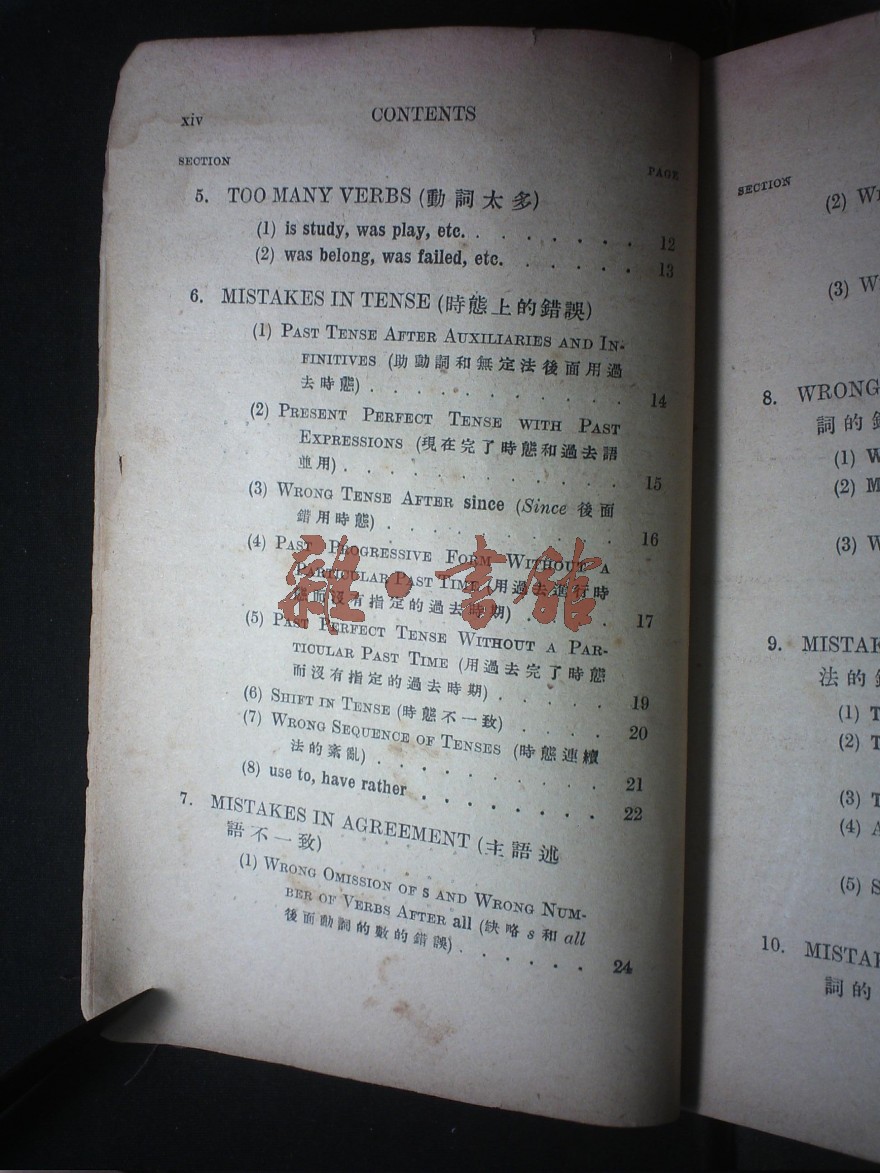 xiv CONTENTS
SECTION PAGE
5. TOO MANY VERBS (動詞太多)
(1) is study, was play, etc. . . . . . . . 12
(2) was belong, was failed, etc. . . . . . 13
6. MISTAKES IN TENSE (時態上的錯誤)
(1) PAST TENSE AFTER AUXILIARIES AND IN-
FINITIVES (助動詞和無定法後面用過
去時態) . . . . . . . . . . . 14
(2) PRESENT PERFECT TENSE WITH PAST
EXPRESSIONS (現在完了時態和過去語
並用) . . . . . . . . . . . . 15
(3) WRONG TENSE AFTER since (Since 後面
錯用時態) . . . . . . . . . . 16
(4) PAST PROGRESSIVE FORM WITHOUT A
PARTICULAR PAST TIME (用過去進行時
態而沒有指定的過去時期) . . . . . 17
(5) PAST PERFECT TENSE WITHOUT A PAR-
TICULAR PAST TIME (用過去完了時態
而沒有指定的過去時期) . . . . . . 19
(6) SHIFT IN TENSE (時態不一致) . . . . . 20
(7) WRONG SEQUENCE OF TENSES (時態連續
法的紊亂) . . . . . . . . . . 21
(8) use to, have rather . . . . . . . . 22
7. MISTAKES IN AGREEMENT (主語述
語不一致)
(1) WRONG OMISSION OF s AND WRONG NUM-
BER OF VERBS AFTER all (缺略 s 和 all
後面動詞的數的錯誤) . . . . . . . 24
雜·書館
SECTION
(2)
(3)
8. WRONG
詞的
(1)
(2)
(3)
9.
法的
(1)
(2)
(3)
(4)
(5)
10.
詞的